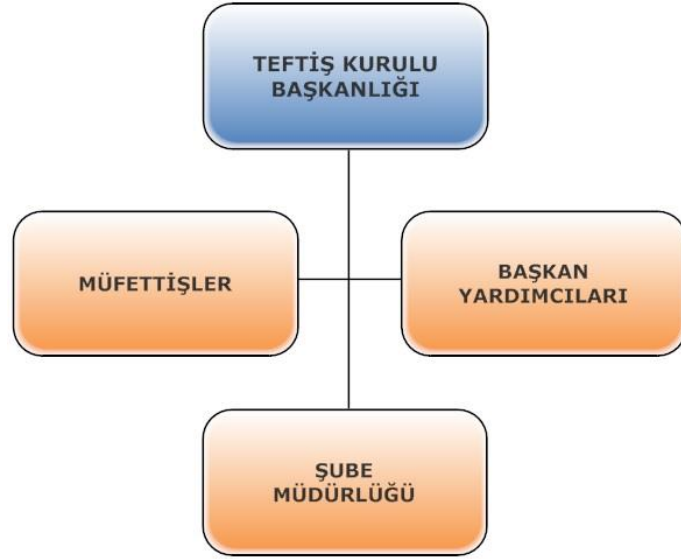 TEFTİŞ KURULU
BAŞKANLIĞI
MÜFETTİŞLER
BAŞKAN
YARDIMCILARI
ŞUBE
MÜDÜRLÜĞÜ